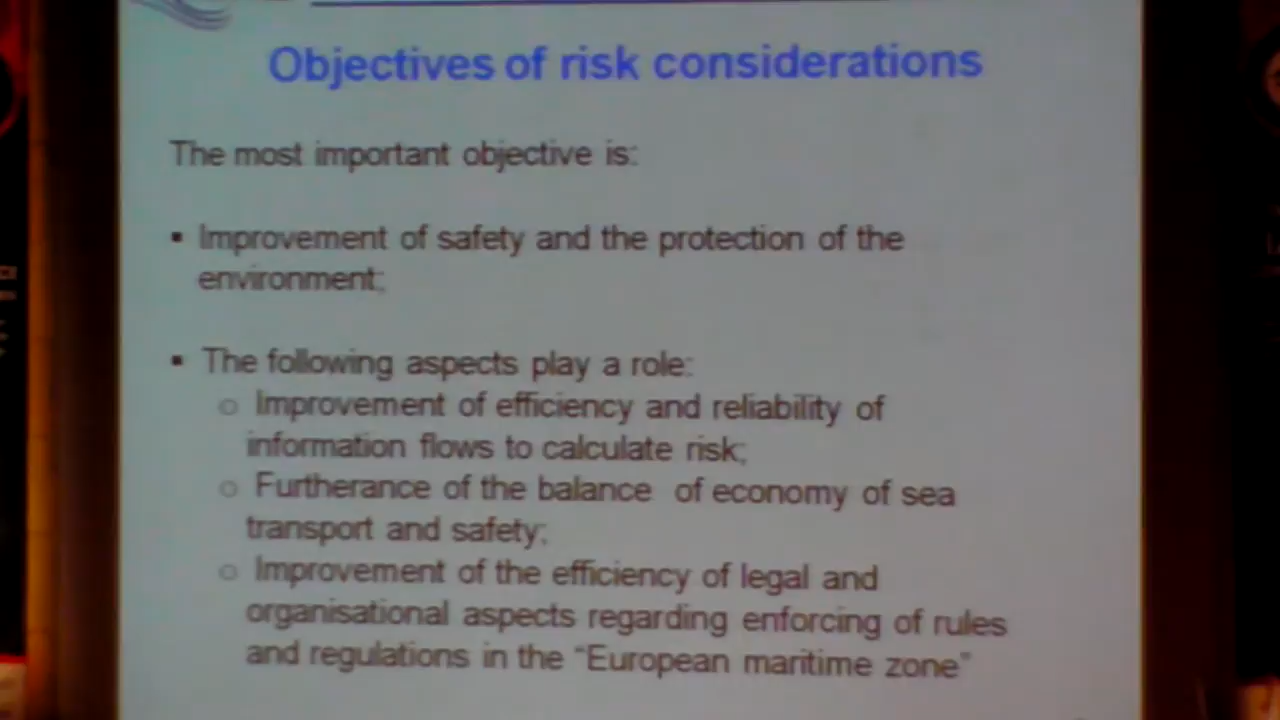 Objectives of risk considerations
The most important objective is:
▪ Improvement of safety and the protection of the
environment;
▪ The following aspects play a role:
o Improvement of efficiency and reliability of
information flows to calculate risk;
o Furtherance of the balance of economy of sea
transport and safety;
o Improvement of the efficiency of legal and
organisational aspects regarding enforcing of rules
and regulations in the “European maritime zone”